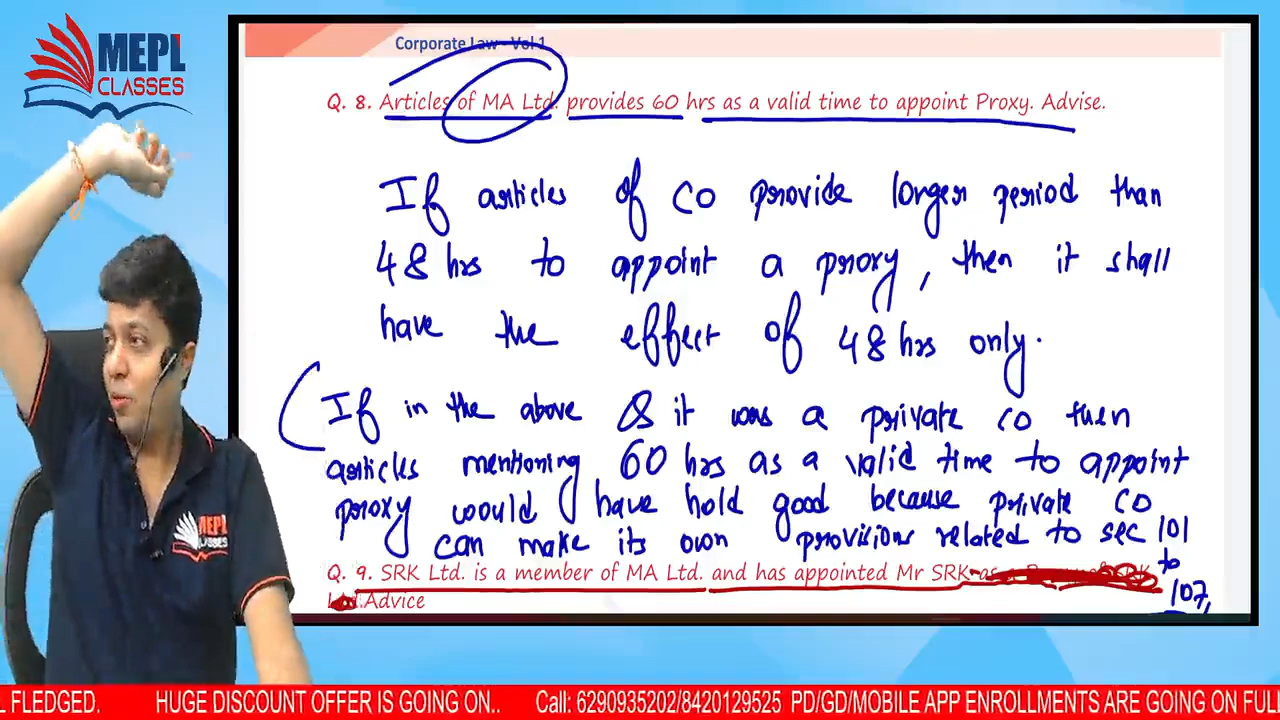 MEPL
CLASSES
Corporate Law - Vol 1
Q. 8. Articles of MA Ltd. provides 60 hrs as a valid time to appoint Proxy. Advise.
If articles of CO provide longer period than
48 hrs to appoint a proxy, then it shall
have the effect of 48 hrs only.
(If in the above Q it was a private co then
articles mentioning 60 hrs as a valid time to appoint
proxy would have hold good because private CO
can make its own provisions related to sec 101
to
107,
Q. 9. SRK Ltd. is a member of MA Ltd. and has appointed Mr SRK
Advice
MEPL
CLASSES
L FLEDGED. HUGE DISCOUNT OFFER IS GOING ON.. Call: 6290935202/8420129525 PD/GD/MOBILE APP ENROLLMENTS ARE GOING ON FULL